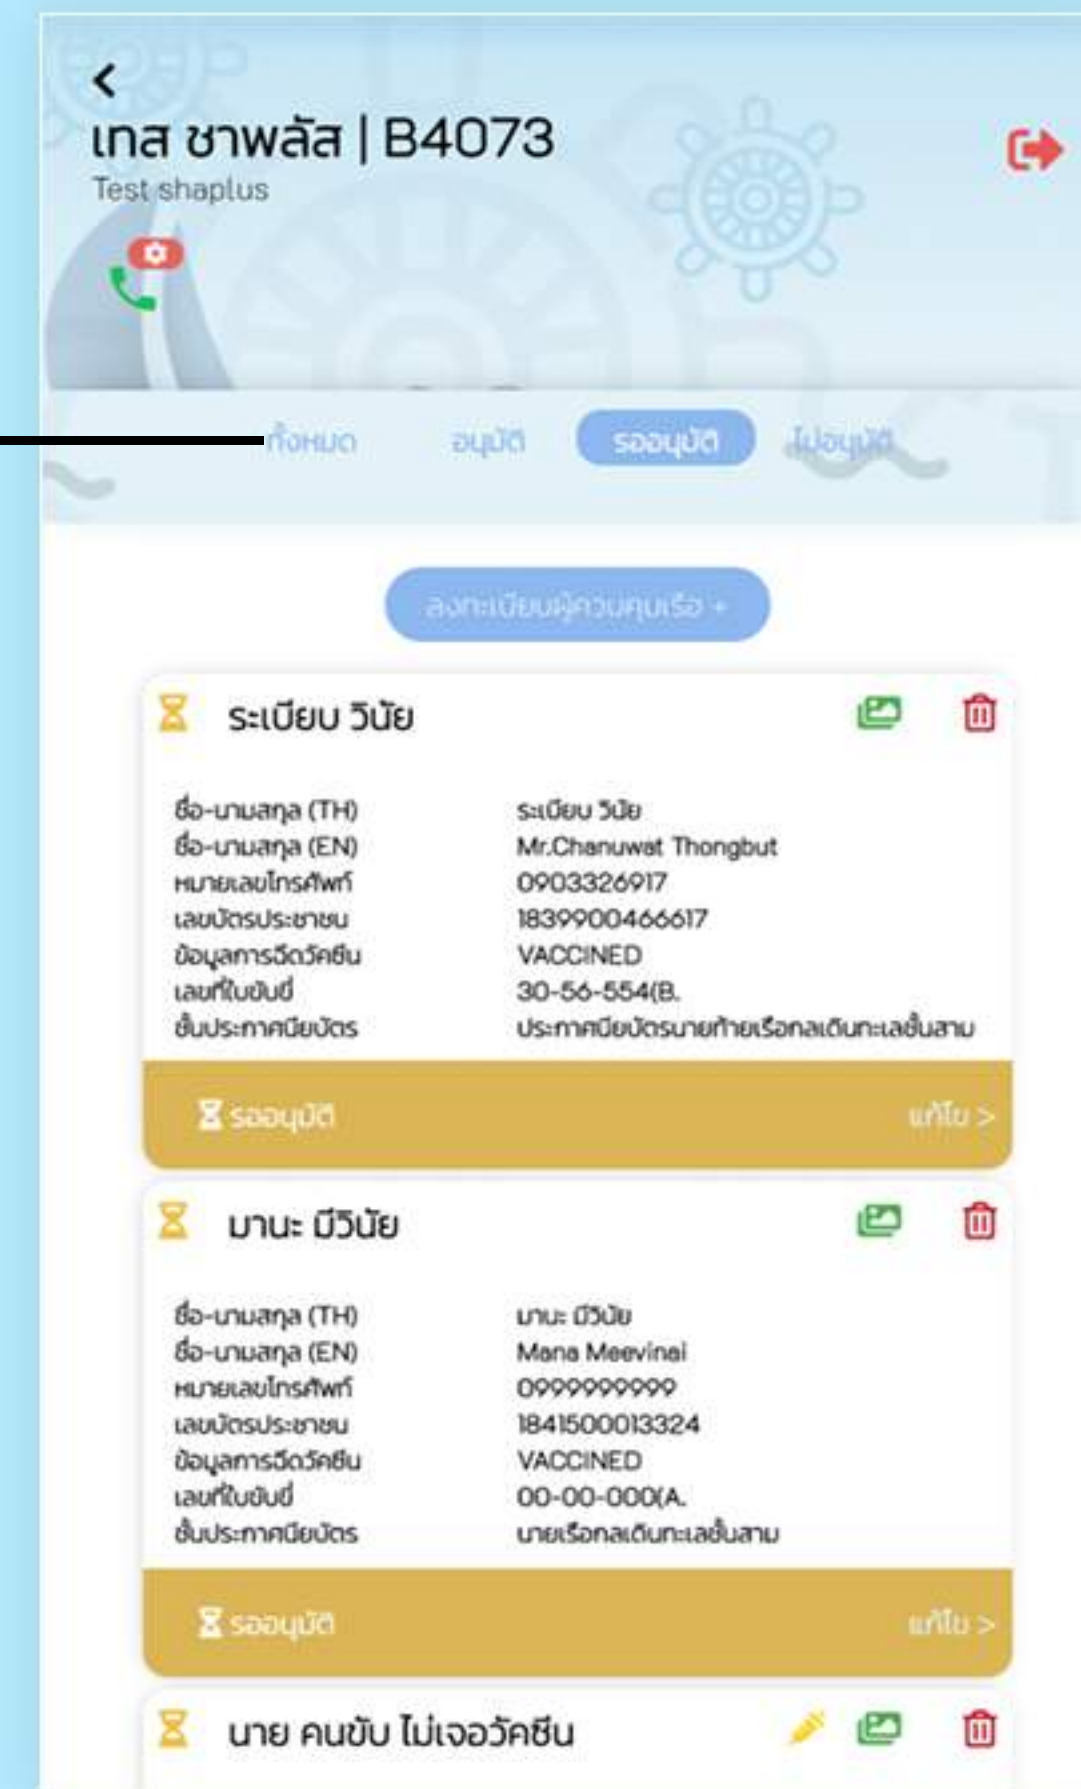 เทส ชาพลัส | B4073
Test shaplus
ทั้งหมด อนุมัติ รออนุมัติ ไม่อนุมัติ
ลงทะเบียนผู้ควบคุมเรือ +
ระเบียบ วินัย
ชื่อ-นามสกุล (TH) ระเบียบ วินัย
ชื่อ-นามสกุล (EN) Mr.Chanuwat Thongbut
หมายเลขโทรศัพท์ 0903326917
เลขบัตรประชาชน 1839900466617
ข้อมูลการฉีดวัคซีน VACCINED
เลขที่ใบขับขี่ 30-56-554(B.
ชั้นประกาศนียบัตร ประกาศนียบัตรนายท้ายเรือกลเดินทะเลชั้นสาม
รออนุมัติ แก้ไข >
มานะ มีวินัย
ชื่อ-นามสกุล (TH) มานะ มีวินัย
ชื่อ-นามสกุล (EN) Mana Meevinai
หมายเลขโทรศัพท์ 0999999999
เลขบัตรประชาชน 1841500013324
ข้อมูลการฉีดวัคซีน VACCINED
เลขที่ใบขับขี่ 00-00-000(A.
ชั้นประกาศนียบัตร นายเรือกลเดินทะเลชั้นสาม
รออนุมัติ แก้ไข >
นาย คนขับ ไม่เจอวัคซีน